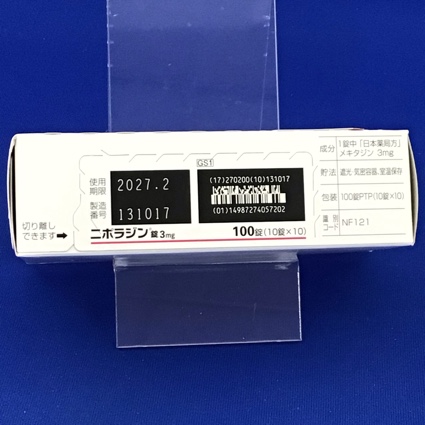 GS1
使用
期限
2027.2
製造
番号
131017
(17)270200(10)131017
(01)14987274057202
切り離し
できます➡
ニポラジン®錠3mg
100錠(10錠×10)
成分
1錠中「日本薬局方」
メキタジン 3mg
貯法
遮光、気密容器、室温保存
包装
100錠PTP(10錠×10)
識別
コード
NF121